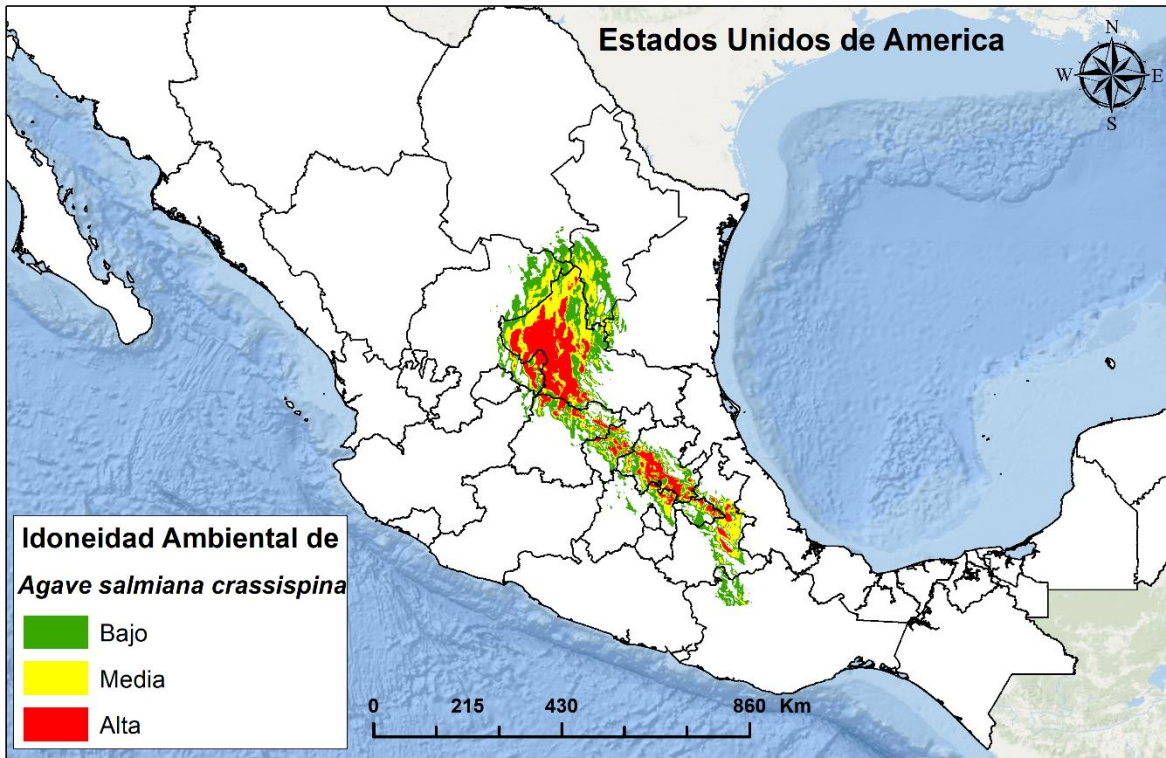 Estados Unidos de America
N
W E
S
Idoneidad Ambiental de
Agave salmiana crassispina
Bajo
Media
Alta
0 215 430 860 Km